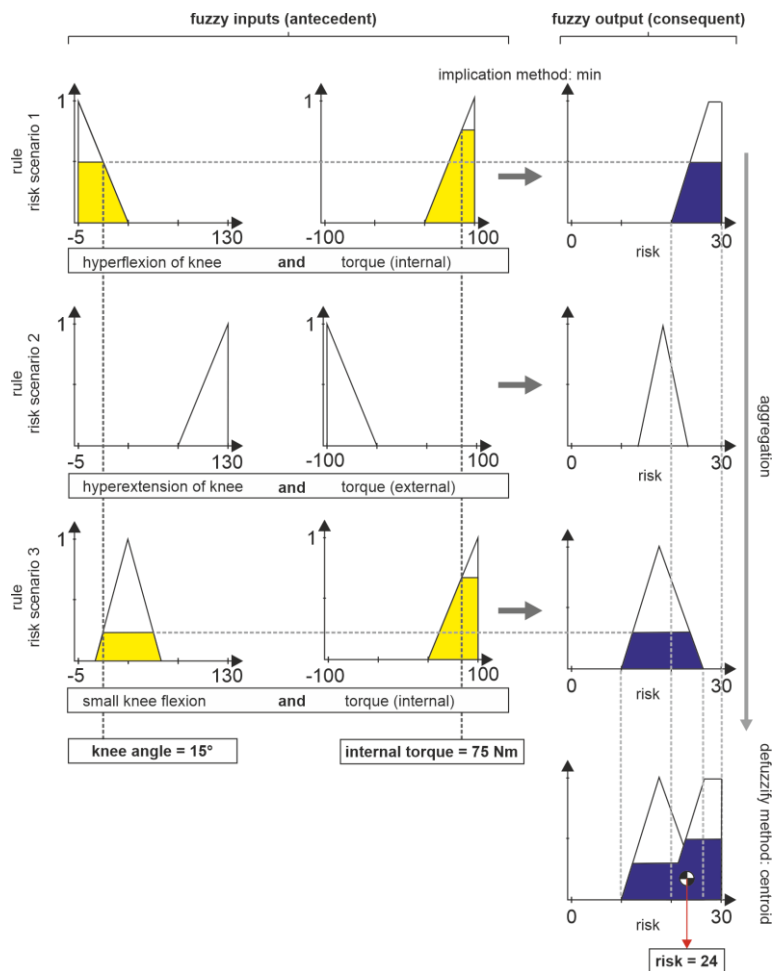 fuzzy inputs (antecedent)
fuzzy output (consequent)
implication method: min
rule
risk scenario 1
1
-5
130
1
-100
100
0
30
risk
hyperflexion of knee and torque (internal)
rule
risk scenario 2
1
-5
130
1
-100
100
0
30
risk
hyperextension of knee and torque (external)
aggregation
rule
risk scenario 3
1
-5
130
1
-100
100
0
30
risk
small knee flexion and torque (internal)
knee angle = 15°
internal torque = 75 Nm
defuzzify method: centroid
0
30
risk
risk = 24